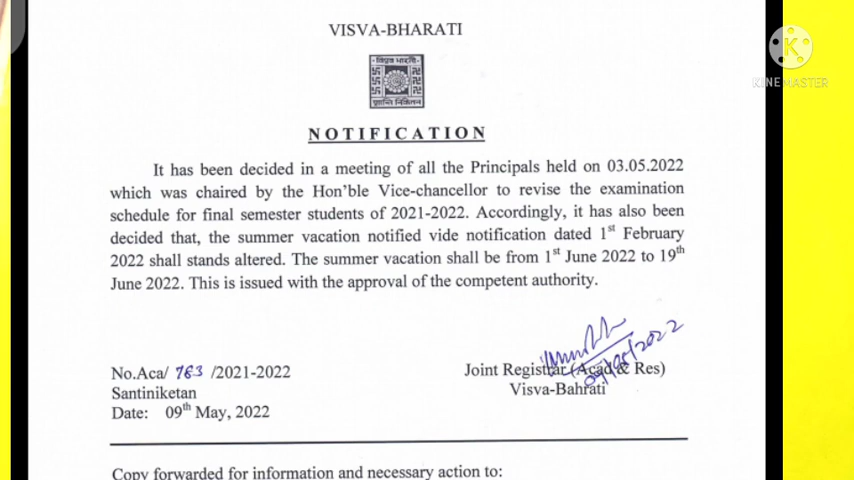 VISVA-BHARATI
विश्व भारती
शान्ति निकेतन
NOTIFICATION
It has been decided in a meeting of all the Principals held on 03.05.2022
which was chaired by the Hon'ble Vice-chancellor to revise the examination
schedule for final semester students of 2021-2022. Accordingly, it has also been
decided that, the summer vacation notified vide notification dated 1st February
2022 shall stands altered. The summer vacation shall be from 1st June 2022 to 19th
June 2022. This is issued with the approval of the competent authority.
09/05/2022
No.Aca/ 763 /2021-2022
Joint Registrar (Acad & Res)
Santiniketan
Visva-Bahrati
Date: 09th May, 2022
Copy forwarded for information and necessary action to:
K
KINEMASTER